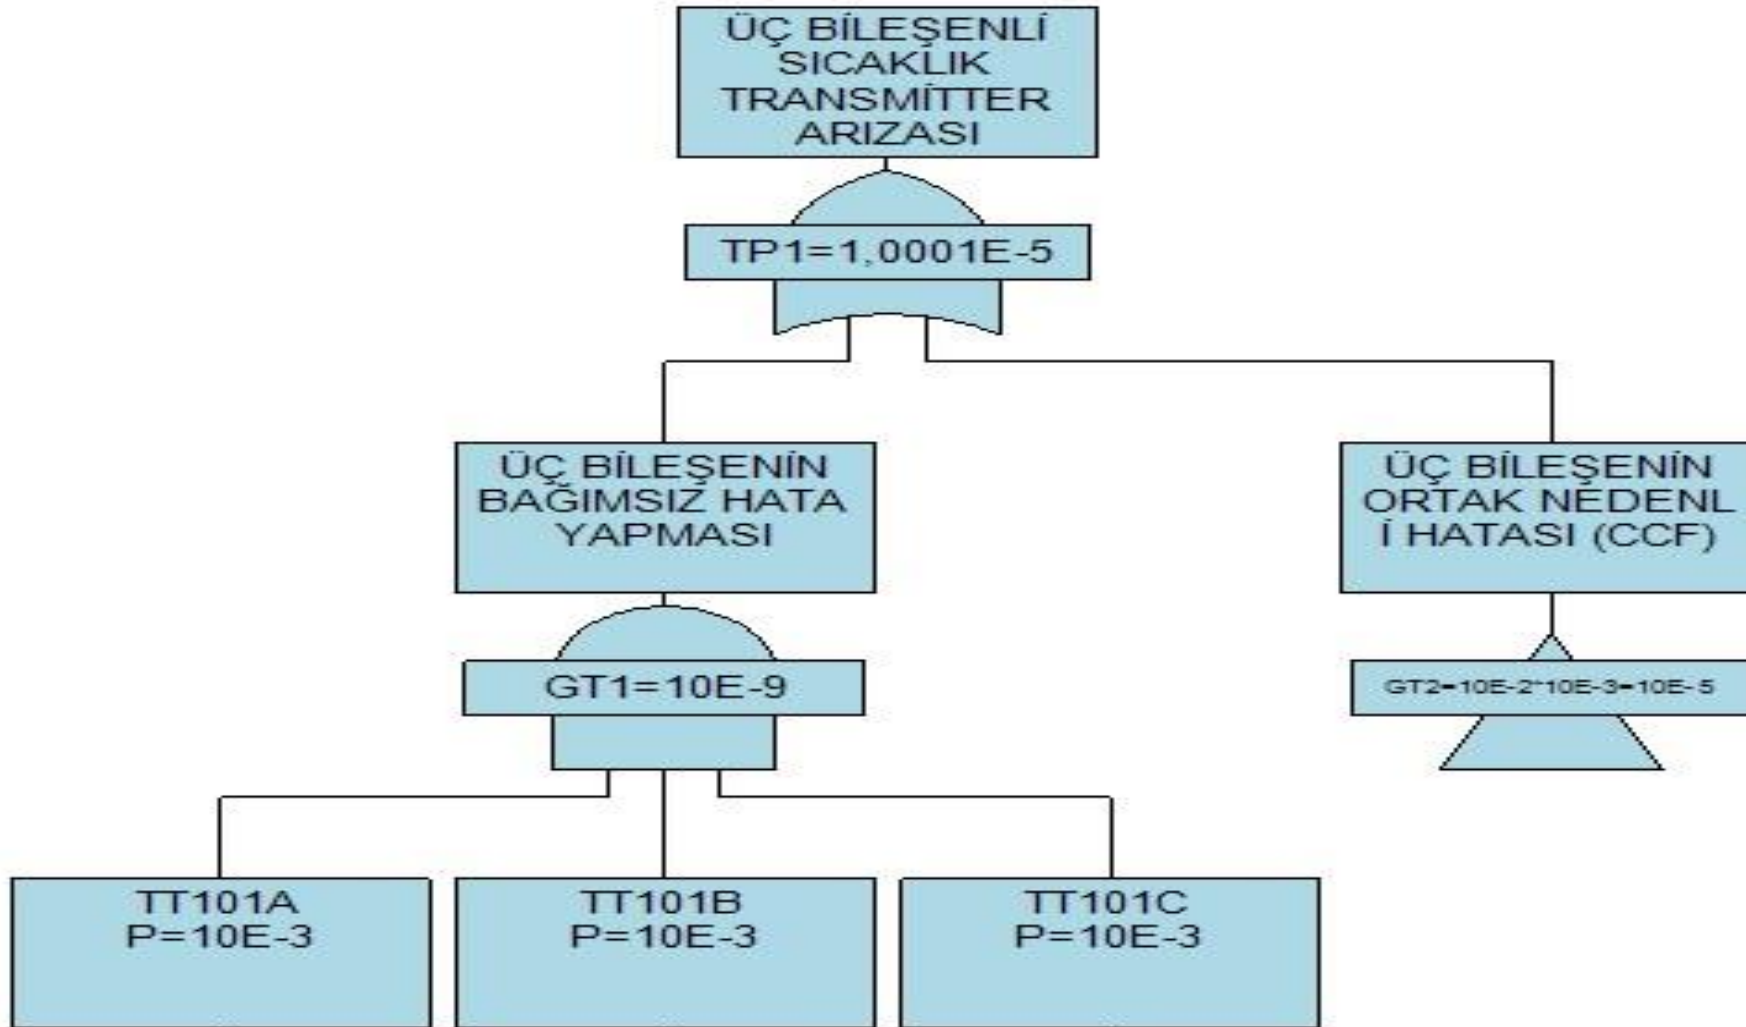 ÜÇ BİLEŞENLİ
SICAKLIK
TRANSMİTTER
ARIZASI
TP1=1,0001E-5
ÜÇ BİLEŞENİN
BAĞIMSIZ HATA
YAPMASI
ÜÇ BİLEŞENİN
ORTAK NEDENL
İ HATASI (CCF)
GT1=10E-9
GT2=10E-2*10E-3=10E-5
TT101A
P=10E-3
TT101B
P=10E-3
TT101C
P=10E-3